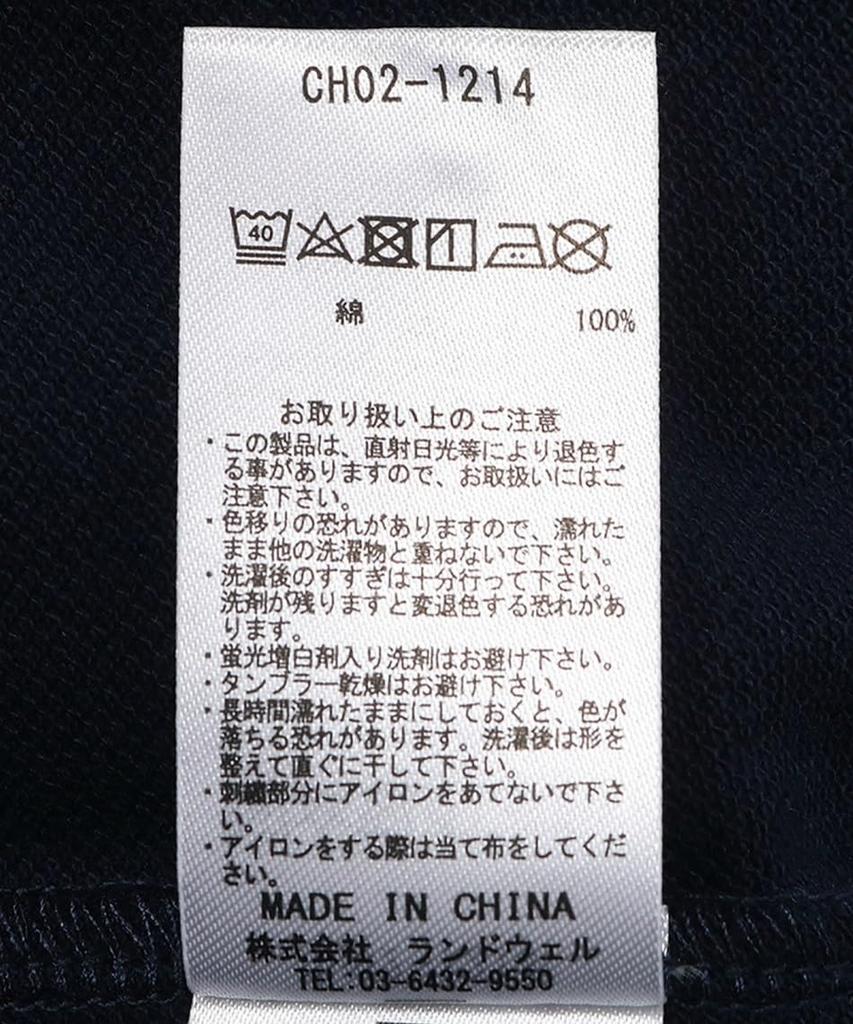 CH02-1214
40
綿 100%
お取り扱い上のご注意
・この製品は、直射日光等により退色す
る事がありますので、お取扱いにはご
注意下さい。
・色移りの恐れがありますので、濡れた
まま他の洗濯物と重ねないで下さい。
・洗濯後のすすぎは十分行って下さい。
洗剤が残りますと変退色する恐れがあ
ります。
・蛍光増白剤入り洗剤はお避け下さい。
・タンブラー乾燥はお避け下さい。
・長時間濡れたままにしておくと、色が
落ちる恐れがあります。洗濯後は形を
整えて直ぐに干して下さい。
・刺繍部分にアイロンをあてないで下さ
い。
・アイロンをする際は当て布をしてくだ
さい。
MADE IN CHINA
株式会社 ランドウェル
TEL:03-6432-9550